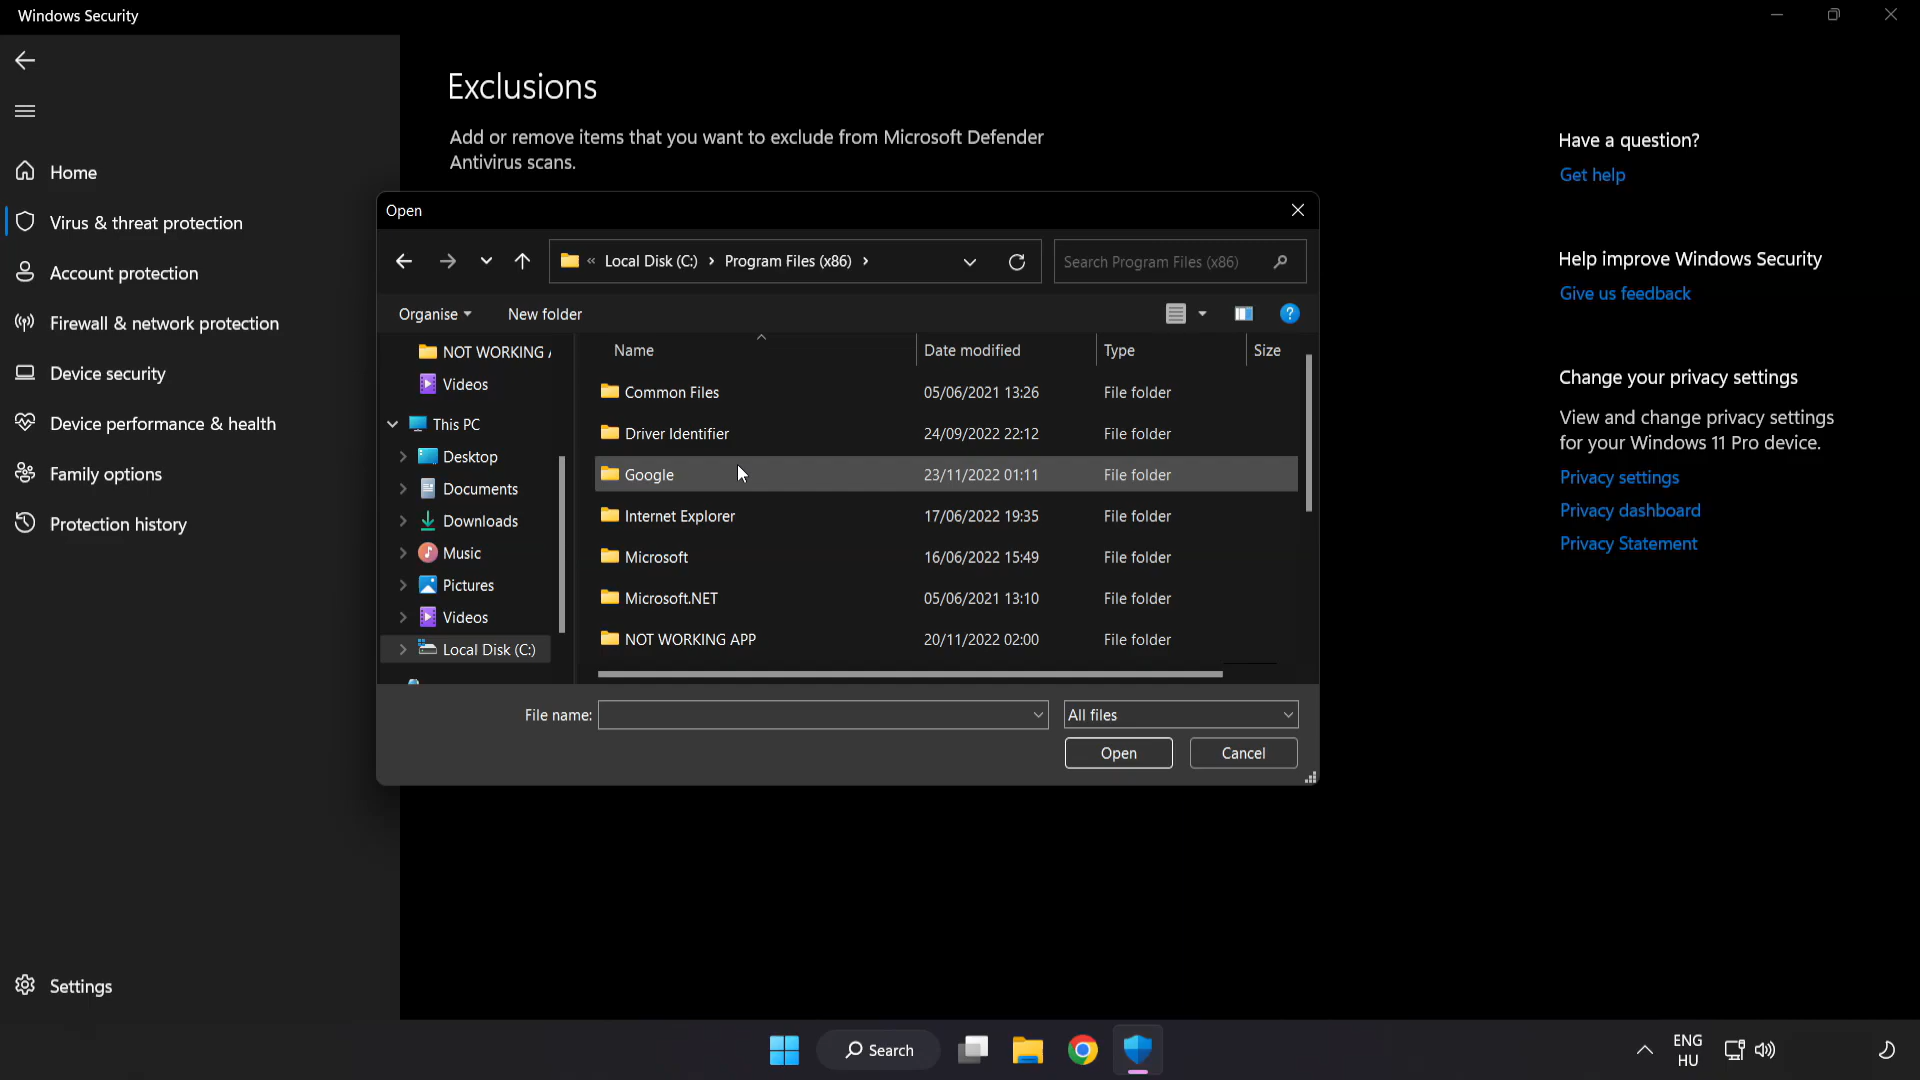 Windows Security
Exclusions
Add or remove items that you want to exclude from Microsoft Defender
Antivirus scans.
Home
Virus & threat protection
Account protection
Firewall & network protection
Device security
Device performance & health
Family options
Protection history
Settings
Have a question?
Get help
Help improve Windows Security
Give us feedback
Change your privacy settings
View and change privacy settings
for your Windows 11 Pro device.
Privacy settings
Privacy dashboard
Privacy Statement
Open
« Local Disk (C:) > Program Files (x86) >
Search Program Files (x86)
Organise
New folder
NOT WORKING
Videos
This PC
Desktop
Documents
Downloads
Music
Pictures
Videos
Local Disk (C:)
Name Date modified Type Size
Common Files 05/06/2021 13:26 File folder
Driver Identifier 24/09/2022 22:12 File folder
Google 23/11/2022 01:11 File folder
Internet Explorer 17/06/2022 19:35 File folder
Microsoft 16/06/2022 15:49 File folder
Microsoft.NET 05/06/2021 13:10 File folder
NOT WORKING APP 20/11/2022 02:00 File folder
File name:
All files
Open
Cancel
Search
ENG
HU